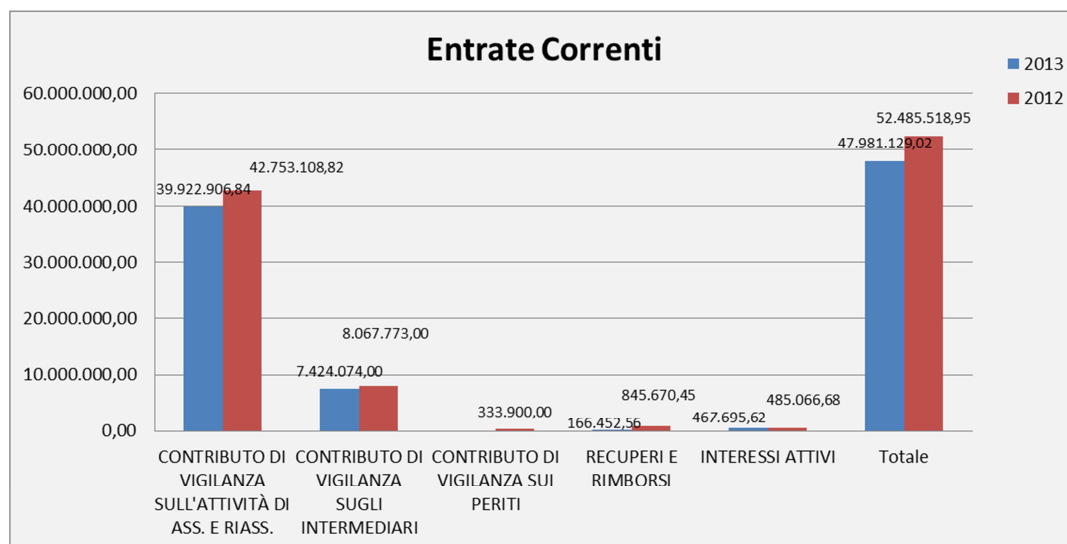 Entrate Correnti
2013
2012
60.000.000,00
50.000.000,00
40.000.000,00
30.000.000,00
20.000.000,00
10.000.000,00
0,00
39.922.906,84
42.753.108,82
7.424.074,00
8.067.773,00
333.900,00
166.452,56
845.670,45
467.695,62
485.066,68
47.981.129,02
52.485.518,95
CONTRIBUTO DI
VIGILANZA
SULL'ATTIVITÀ DI
ASS. E RIASS.
CONTRIBUTO DI
VIGILANZA
SUGLI
INTERMEDIARI
CONTRIBUTO DI
VIGILANZA SUI
PERITI
RECUPERI E
RIMBORSI
INTERESSI ATTIVI
Totale